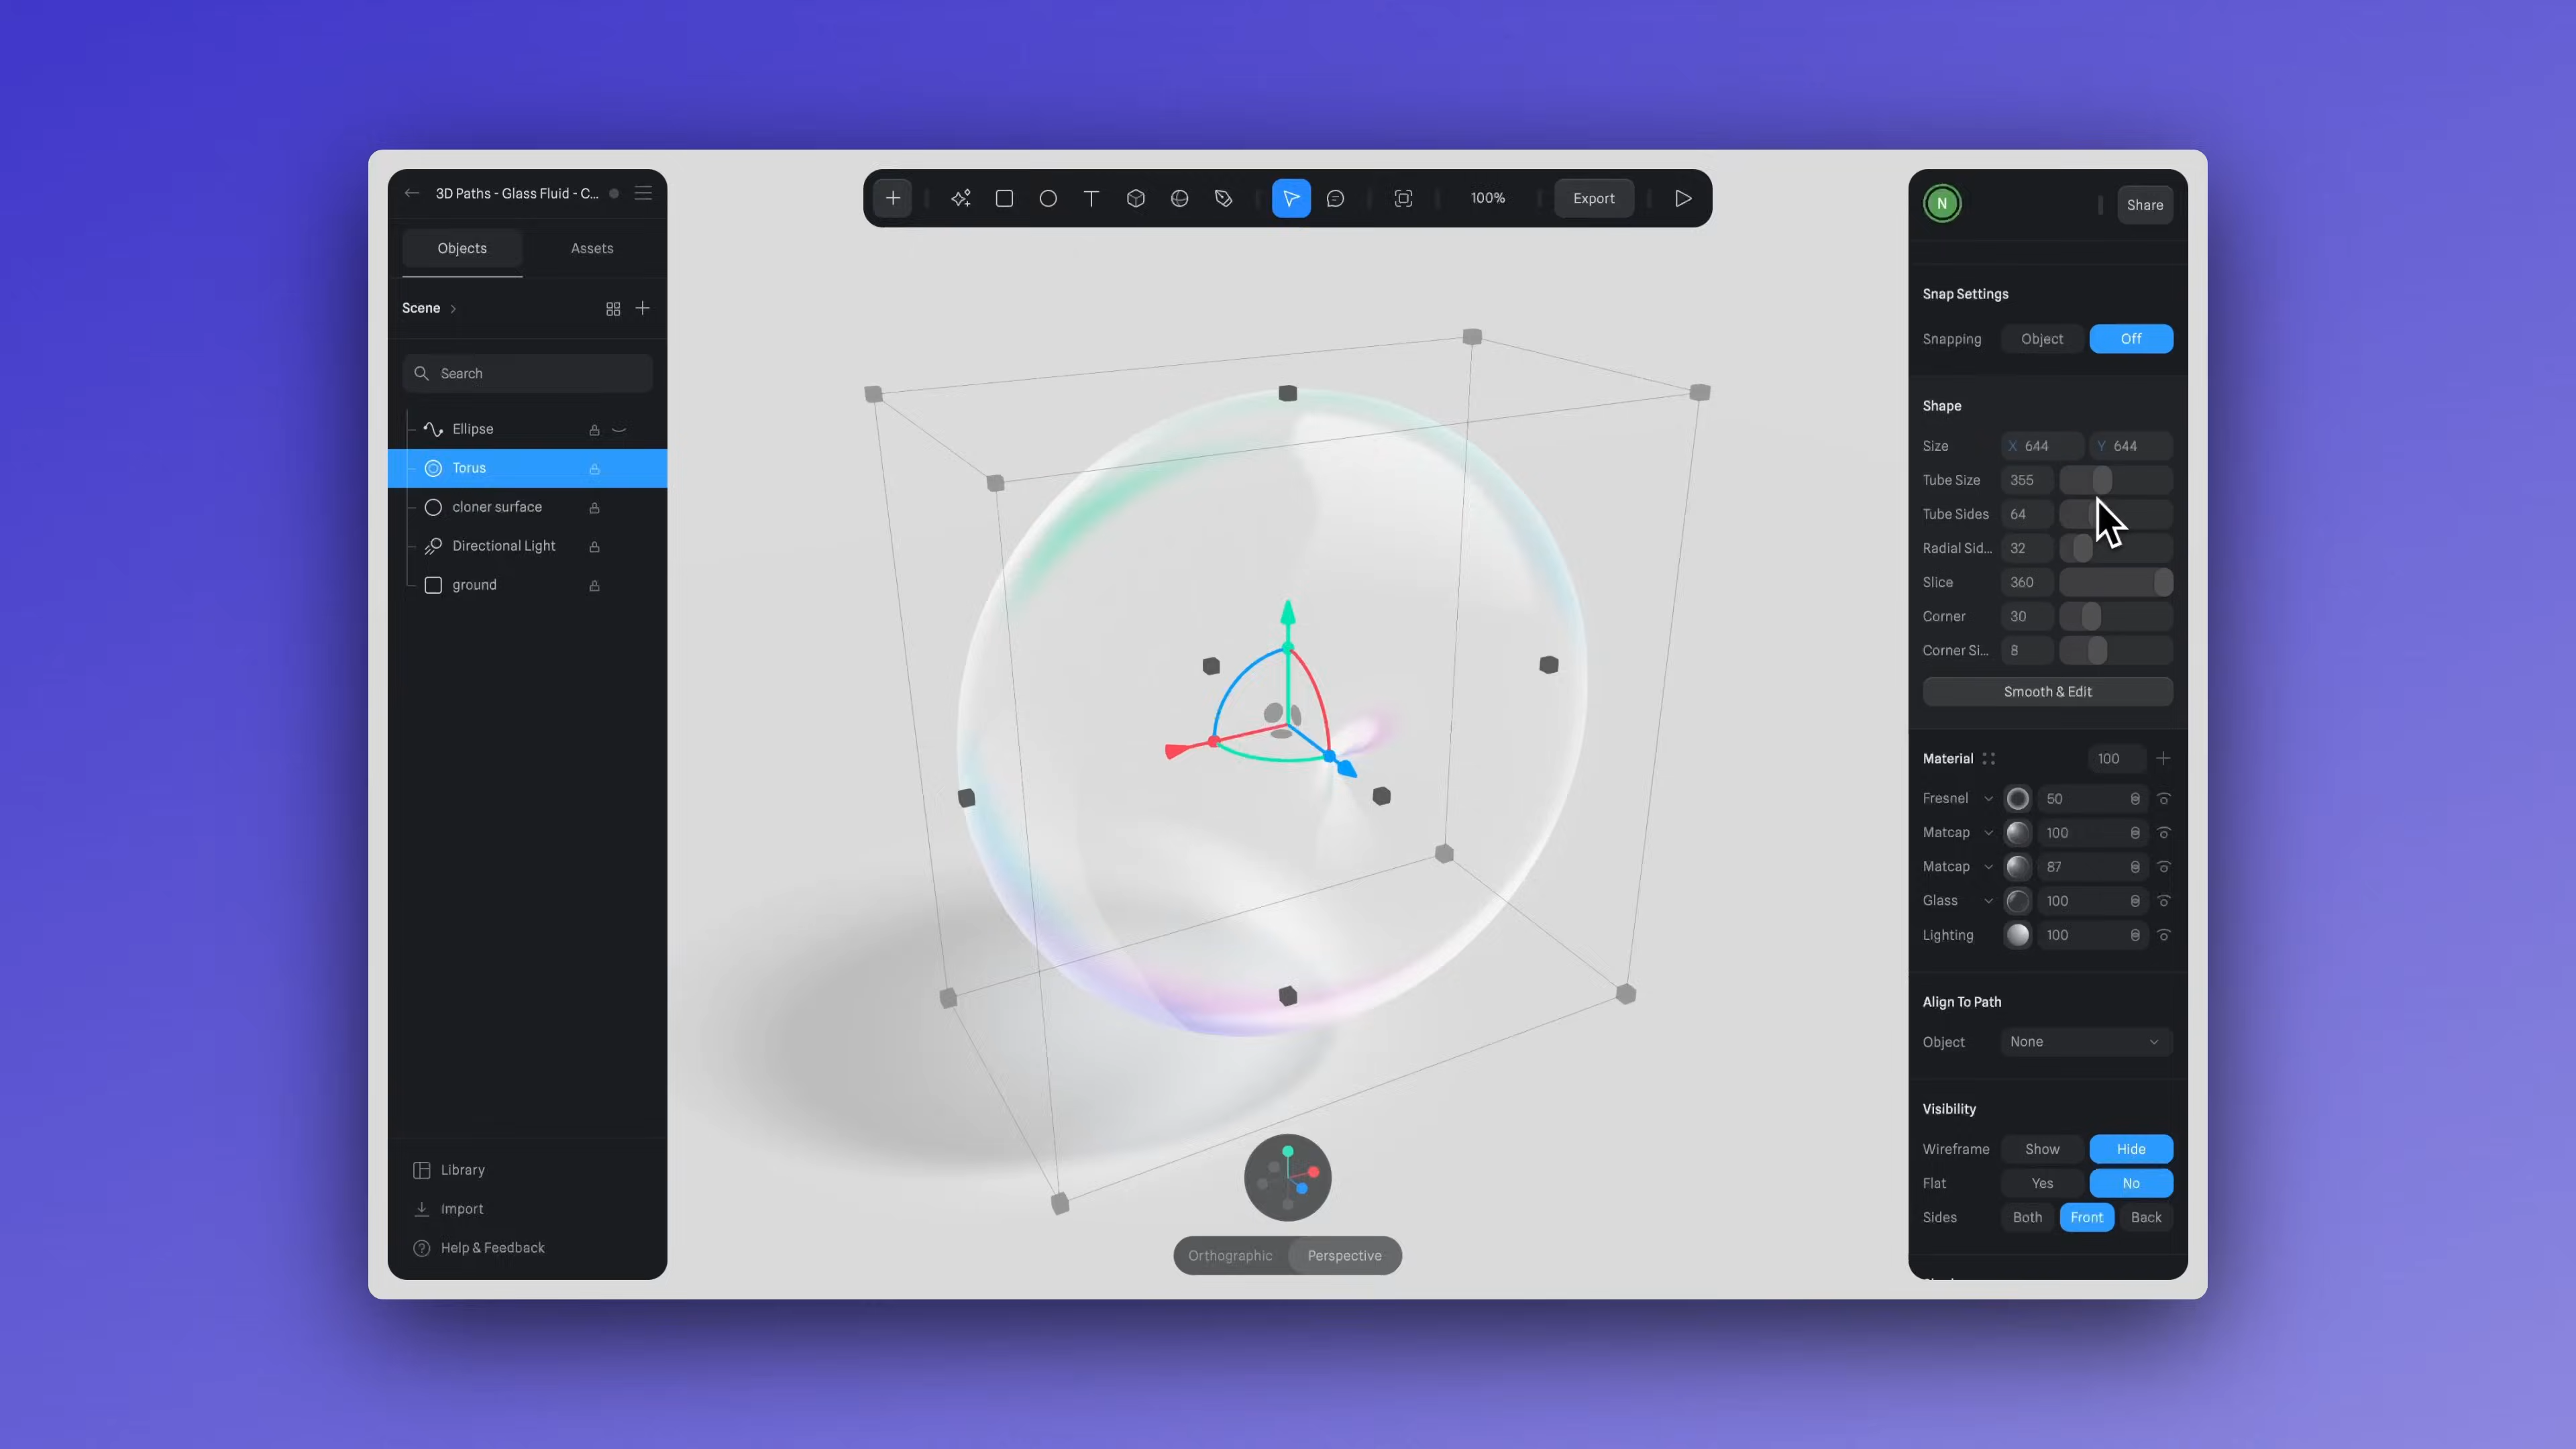 3D Paths - Glass Fluid - C...
Objects
Assets
Scene
Search
Ellipse
Torus
cloner surface
Directional Light
ground
Library
Import
Help & Feedback
T
100%
Export
Orthographic
Perspective
N
Share
Snap Settings
Snapping Object Off
Shape
Size X 644 Y 644
Tube Size 355
Tube Sides 64
Radial Sid... 32
Slice 360
Corner 30
Corner Si... 8
Smooth & Edit
Material 100
Fresnel 50
Matcap 100
Matcap 87
Glass 100
Lighting 100
Align To Path
Object None
Visibility
Wireframe Show Hide
Flat Yes No
Sides Both Front Back